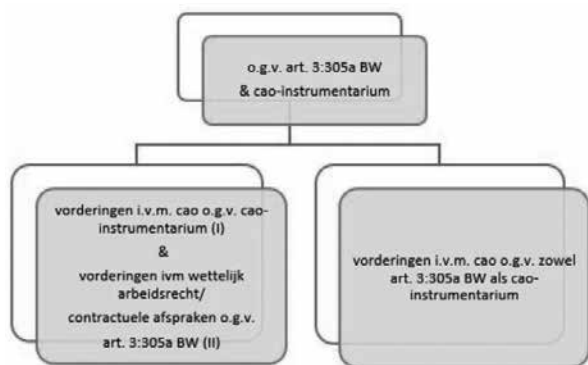 o.g.v. art. 3:305a BW
& cao-instrumentarium
vorderingen i.v.m. cao o.g.v. cao-
instrumentarium (I)
&
vorderingen ivm wettelijk
arbeidsrecht/
contractuele afspraken o.g.v.
art. 3:305a BW (II)
vorderingen i.v.m. cao o.g.v. zowel
art. 3:305a BW als cao-
instrumentarium